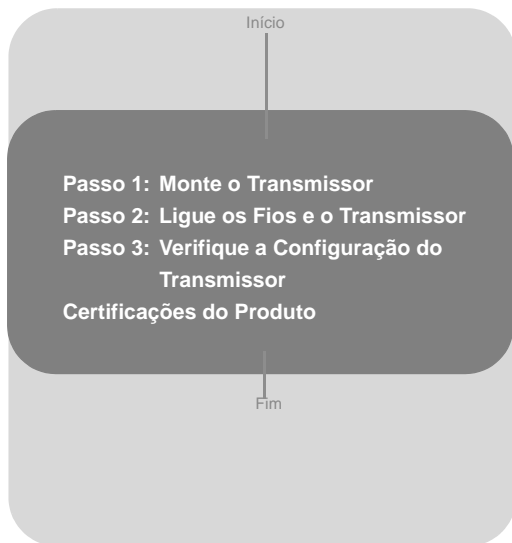 Início
Passo 1: Monte o Transmissor
Passo 2: Ligue os Fios e o Transmissor
Passo 3: Verifique a Configuração do
Transmissor
Certificações do Produto
Fim